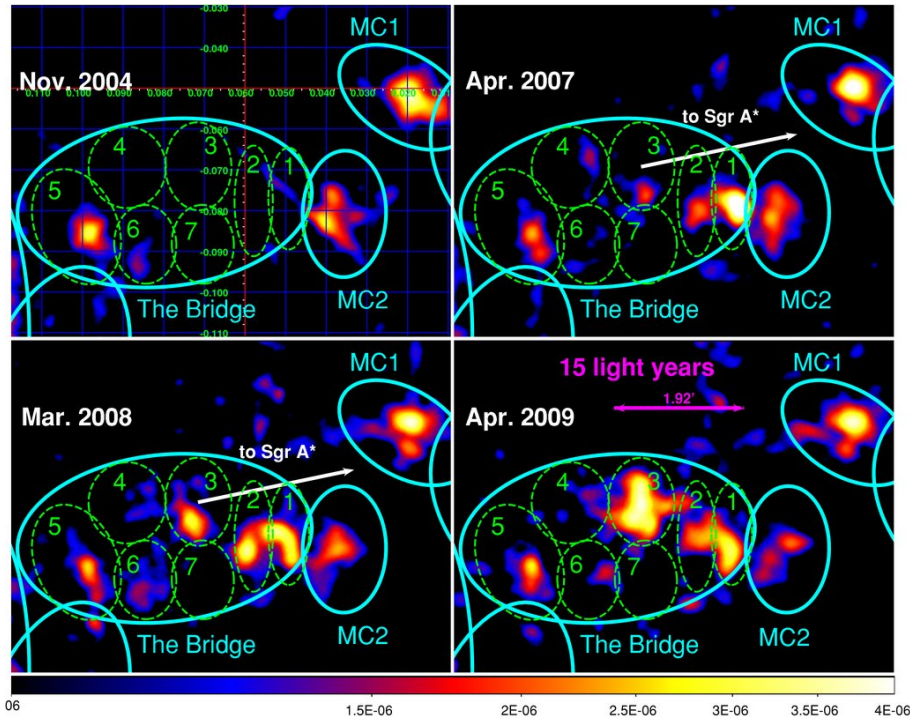 MC1
Nov. 2004
-0.030
-0.040
-0.050
0.110 0.100 0.090 0.080 0.070 0.060 0.050 0.040 0.030 0.020
-0.060
-0.070
-0.080
-0.090
-0.100
-0.110
1
2
3
4
5
6
7
The Bridge
MC2
MC1
Apr. 2007
to Sgr A*
1
2
3
4
5
6
7
The Bridge
MC2
MC1
Mar. 2008
to Sgr A*
1
2
3
4
5
6
7
The Bridge
MC2
15 light years
1.92'
MC1
Apr. 2009
1
2
3
4
5
6
7
The Bridge
MC2
06 1.5E-06 2E-06 2.5E-06 3E-06 3.5E-06 4E-06